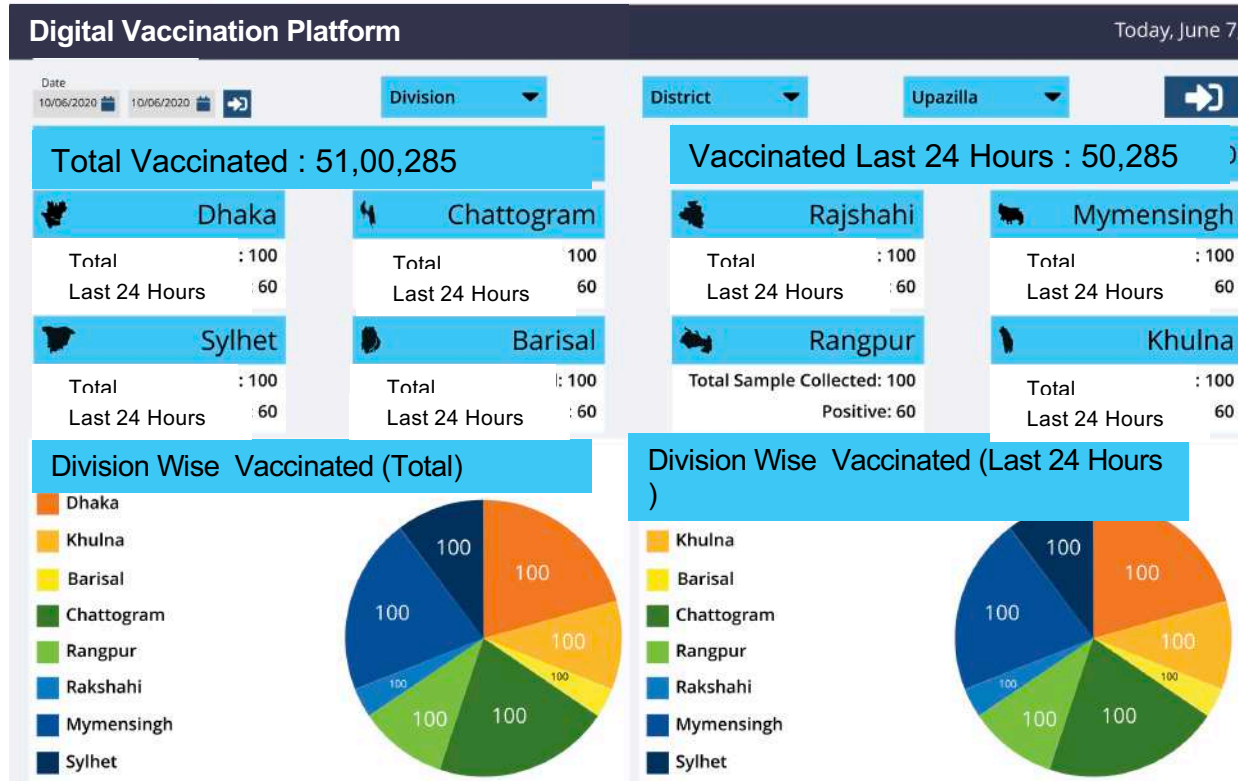 Digital Vaccination Platform
Today, June 7,
Date
10/06/2020 10/06/2020
Division District Upazilla
Total Vaccinated : 51,00,285
Vaccinated Last 24 Hours : 50,285
Dhaka Chattogram Rajshahi Mymensingh
Total : 100 Total 100 Total : 100 Total : 100
Last 24 Hours 60 Last 24 Hours 60 Last 24 Hours : 60 Last 24 Hours 60
Sylhet Barisal Rangpur Khulna
Total : 100 Total : 100 Total Sample Collected: 100 Total : 100
Last 24 Hours 60 Last 24 Hours : 60 Positive: 60 Last 24 Hours 60
Division Wise Vaccinated (Total)
Dhaka
Khulna
Barisal
Chattogram
Rangpur
Rakshahi
Mymensingh
Sylhet
100
100
100
100
100
100
100
100
Division Wise Vaccinated (Last 24 Hours
)
Khulna
Barisal
Chattogram
Rangpur
Rakshahi
Mymensingh
Sylhet
100
100
100
100
100
100
100
100